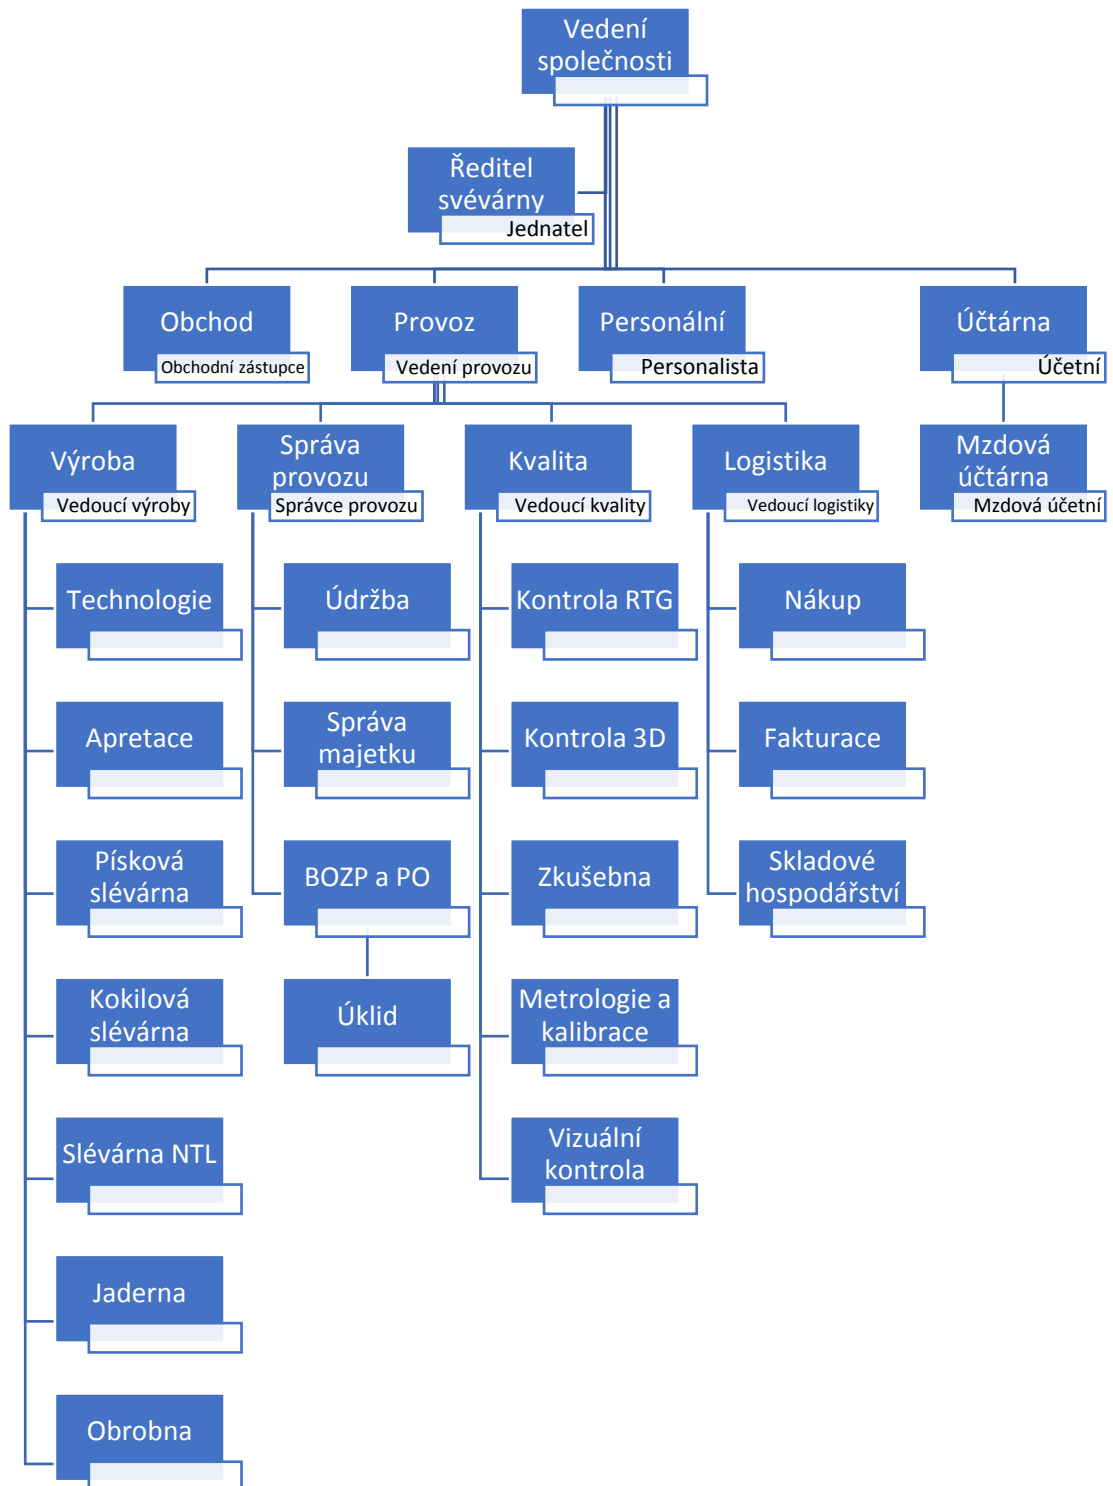 Vedení
společnosti
Ředitel
svévárny
Jednatel
Obchod
Obchodní zástupce
Provoz
Vedení provozu
Personální
Personalista
Účtárna
Účetní
Výroba
Vedoucí výroby
Správa
provozu
Správce provozu
Kvalita
Vedoucí kvality
Logistika
Vedoucí logistiky
Mzdová
účtárna
Mzdová účetní
Technologie
Údržba
Kontrola RTG
Nákup
Apretace
Správa
majetku
Kontrola 3D
Fakturace
Písková
slévárna
BOZP a PO
Zkušebna
Skladové
hospodářství
Kokilová
slévárna
Úklid
Metrologie a
kalibrace
Slévárna NTL
Vizuální
kontrola
Jaderna
Obrobna